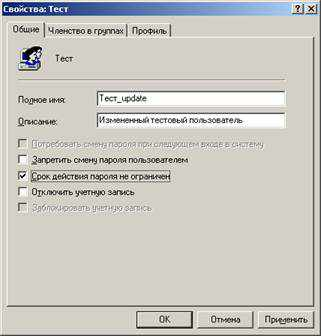 Свойства: Тест
Общие Членство в группах Профиль
Тест
Полное имя: Тест_update
Описание: Измененный тестовый пользователь
Потребовать смену пароля при следующем входе в систему
Запретить смену пароля пользователем
Срок действия пароля не ограничен
Отключить учетную запись
Заблокировать учетную запись
ОК Отмена Применить